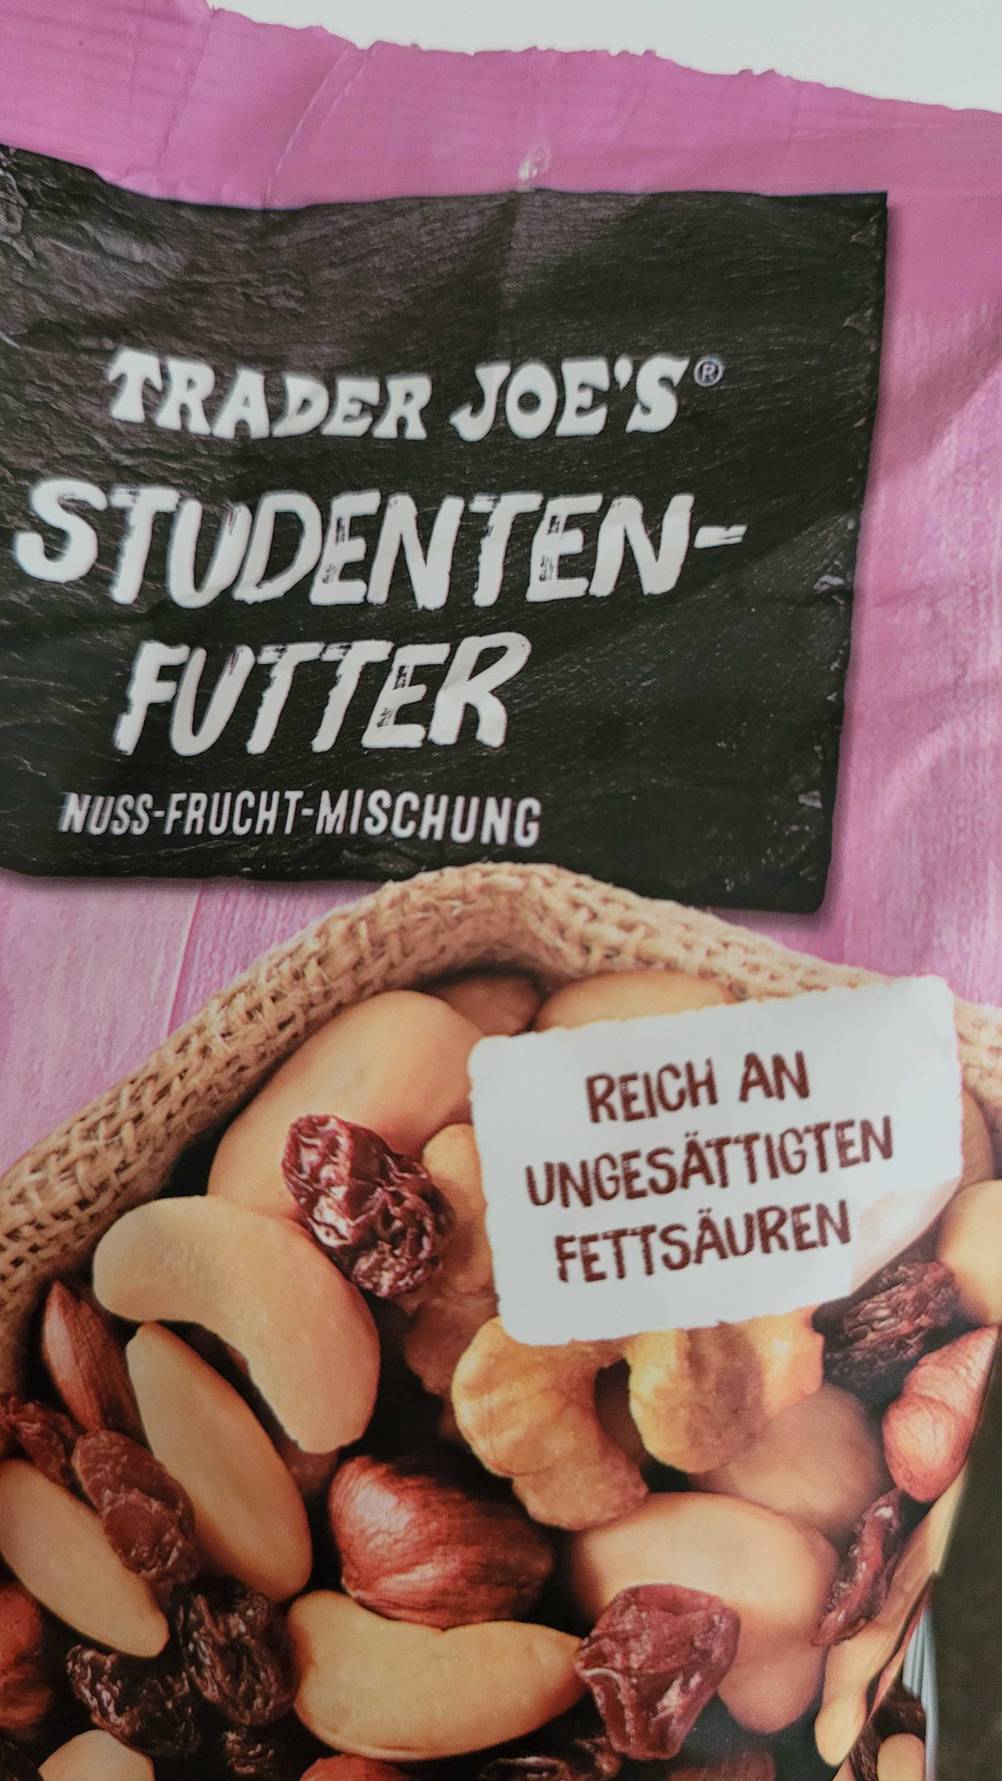 TRADER JOE'S®
STUDENTEN-
FUTTER
NUSS-FRUCHT-MISCHUNG
REICH AN
UNGESÄTTIGTEN
FETTSÄUREN